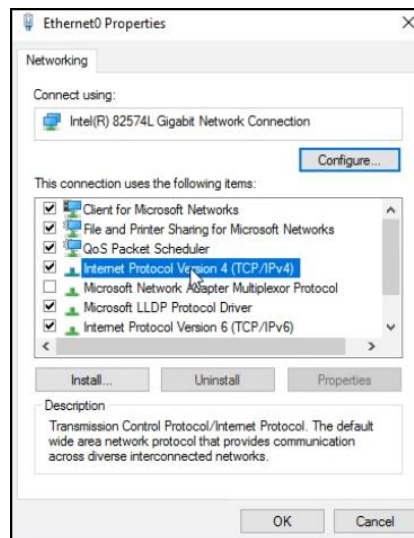 Ethernet0 Properties
Networking
Connect using:
Intel(R) 82574L Gigabit Network Connection
Configure...
This connection uses the following items:
Client for Microsoft Networks
File and Printer Sharing for Microsoft Networks
QoS Packet Scheduler
Internet Protocol Version 4 (TCP/IPv4)
Microsoft Network Adapter Multiplexor Protocol
Microsoft LLDP Protocol Driver
Internet Protocol Version 6 (TCP/IPv6)
Install... Uninstall Properties
Description
Transmission Control Protocol/Internet Protocol. The default
wide area network protocol that provides communication
across diverse interconnected networks.
OK Cancel